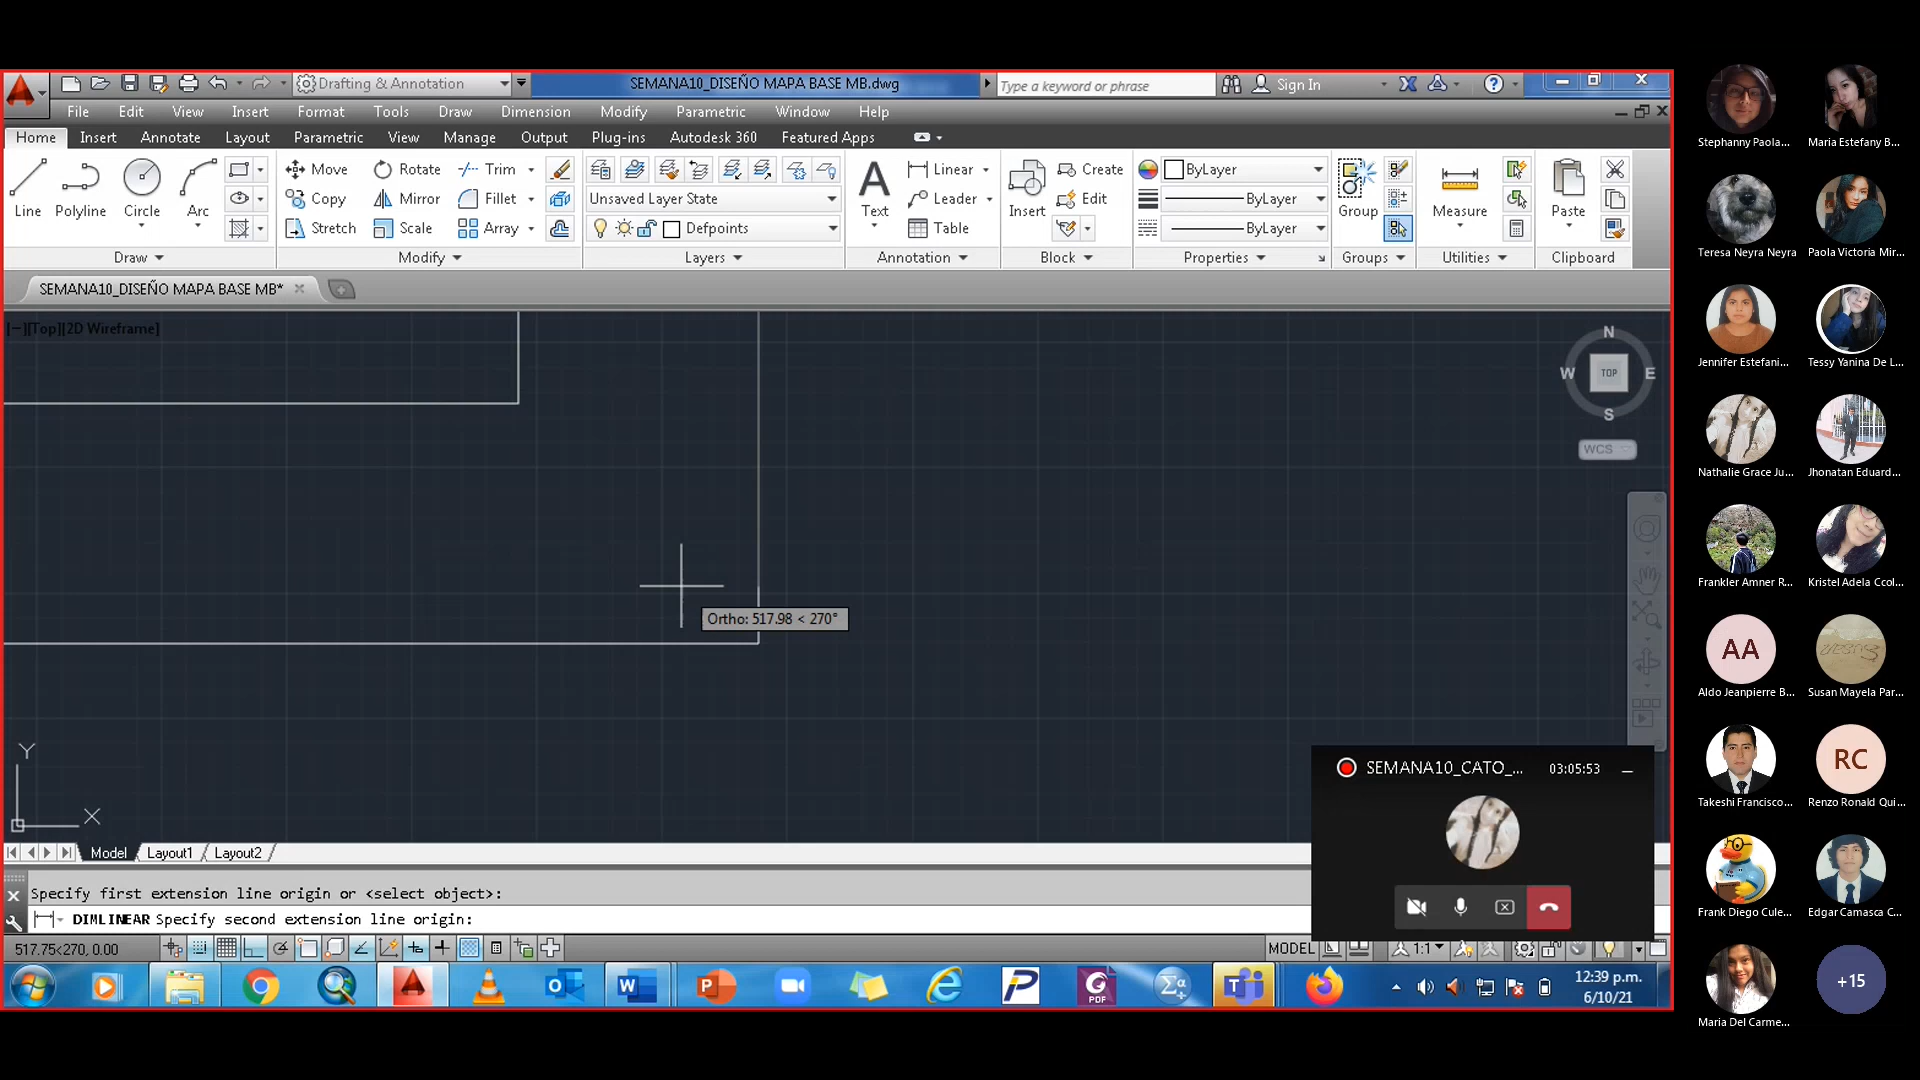 Drafting & Annotation
SEMANA10_DISEÑO MAPA BASE MB.dwg
Type a keyword or phrase
Sign In
File Edit View Insert Format Tools Draw Dimension Modify Parametric Window Help
Home Insert Annotate Layout Parametric View Manage Output Plug-ins Autodesk 360 Featured Apps
Line
Polyline
Circle
Arc
Draw
Move
Rotate
Trim
Copy
Mirror
Fillet
Stretch
Scale
Array
Modify
Unsaved Layer State
Defpoints
Layers
A
Text
Linear
Leader
Table
Annotation
Insert
Create
Edit
Block
ByLayer
ByLayer
ByLayer
Properties
Group
Groups
Measure
Utilities
Paste
Clipboard
SEMANA10_DISEÑO MAPA BASE MB*
[−][Top][2D Wireframe]
N
W
TOP
E
S
WCS
Ortho: 517.98 < 270°
Y
X
Model
Layout1
Layout2
Specify first extension line origin or <select object>:
DIMLINEAR Specify second extension line origin:
517.75<270, 0.00
MODEL
1:1
SEMANA10_CATO_...
03:05:53
12:39 p.m.
6/10/21
Stephanny Paola...
Maria Estefany B...
Teresa Neyra Neyra
Paola Victoria Mir...
Jennifer Estefani...
Tessy Yanina De L...
Nathalie Grace Ju...
Jhonatan Eduard...
Frankler Amner R...
Kristel Adela Ccol...
AA
Aldo Jeanpierre B...
Susan Mayela Par...
Takeshi Francisco...
RC
Renzo Ronald Qui...
Frank Diego Cule...
Edgar Camasca C...
Maria Del Carme...
+15